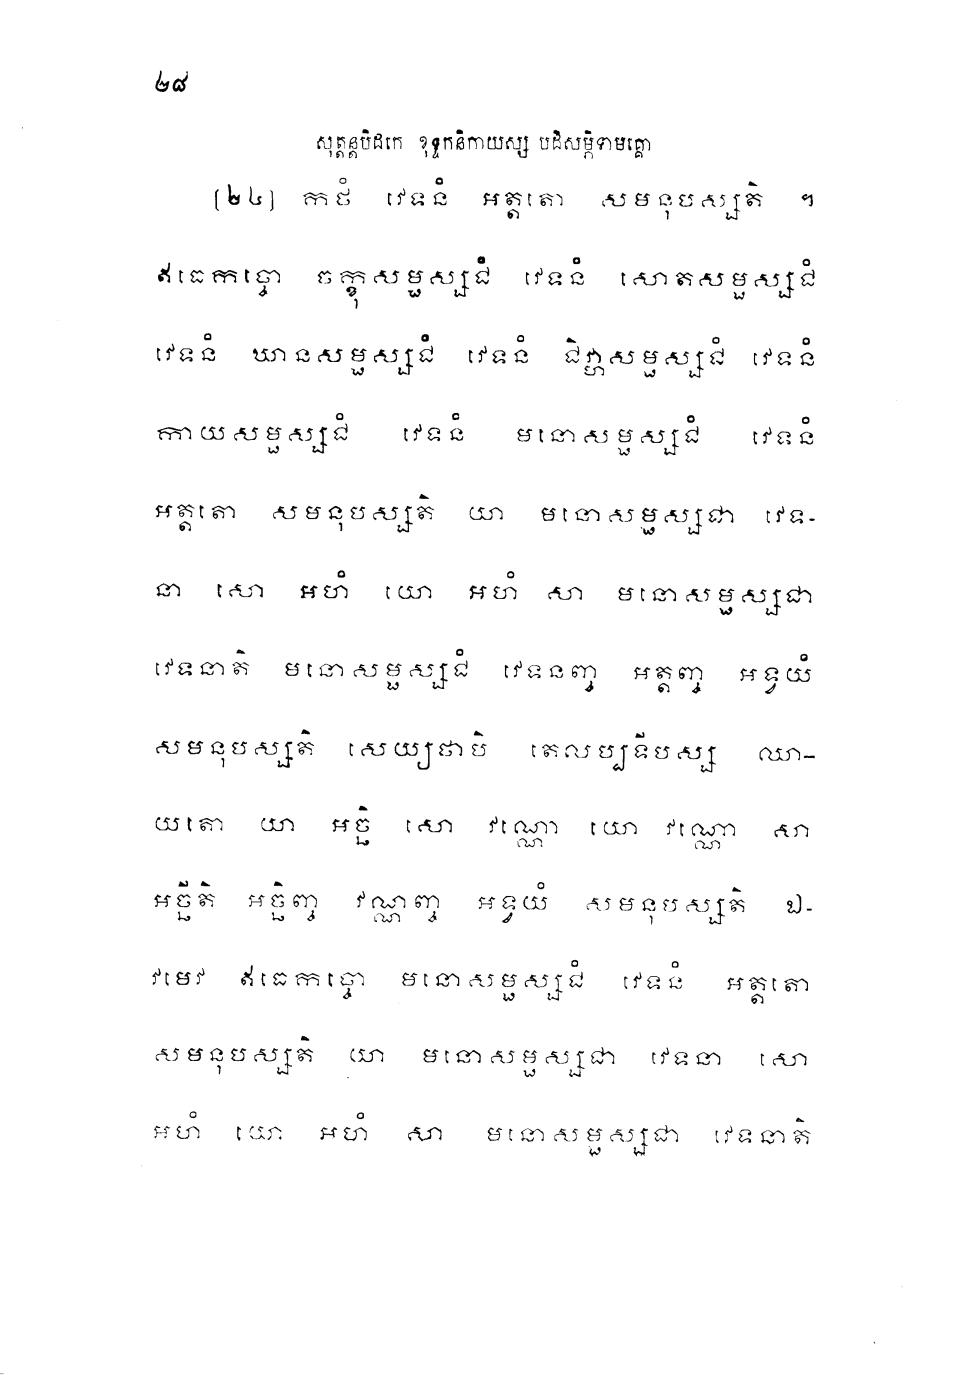 ២៨
សុត្តន្តបិដកេ ខុទ្ទកនិកាយស្ស បដិសម្ភិទាមគ្គោ
[២៤] កថំ វេទនំ អត្តតោ សមនុបស្សតិ ។
ឥធេកច្ចោ ចក្ខុសម្ផស្សជំ វេទនំ សោតសម្ផស្សជំ
វេទនំ ឃានសម្ផស្សជំ វេទនំ ជិវ្ហាសម្ផស្សជំ វេទនំ
កាយសម្ផស្សជំ វេទនំ មនោសម្ផស្សជំ វេទនំ
អត្តតោ សមនុបស្សតិ យា មនោសម្ផស្សជា វេទ-
នា សោ អហំ យោ អហំ សា មនោសម្ផស្សជា
វេទនាតិ មនោសម្ផស្សជំ វេទនញ្ច អត្តញ្ច អទ្វយំ
សមនុបស្សតិ សេយ្យថាបិ តេលប្បទីបស្ស ឈា-
យតោ យា អច្ចិ សោ វណ្ណោ យោ វណ្ណោ សា
អច្ចីតិ អច្ចិញ្ច វណ្ណញ្ច អទ្វយំ សមនុបស្សតិ ឯ-
វមេវ ឥធេកច្ចោ មនោសម្ផស្សជំ វេទនំ អត្តតោ
សមនុបស្សតិ យា មនោសម្ផស្សជា វេទនា សោ
អហំ យោ អហំ សា មនោសម្ផស្សជា វេទនាតិ